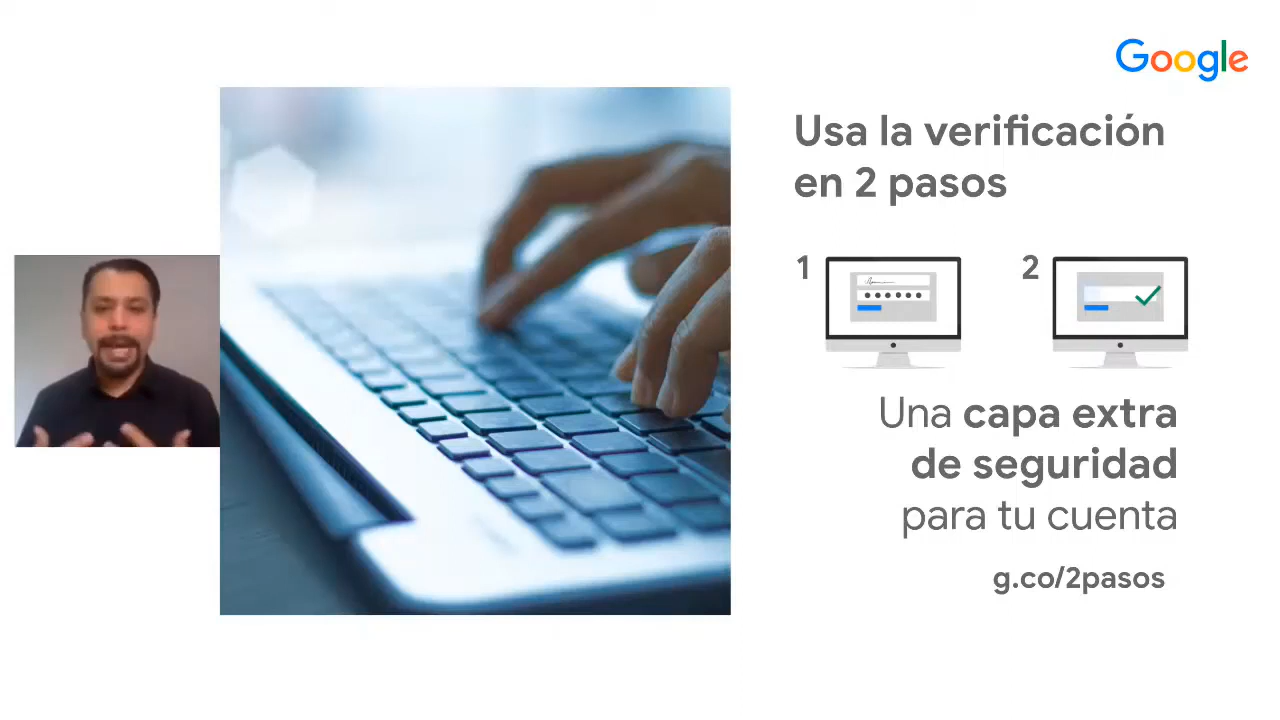 Google
Usa la verificación
en 2 pasos
1
2
Una capa extra
de seguridad
para tu cuenta
g.co/2pasos